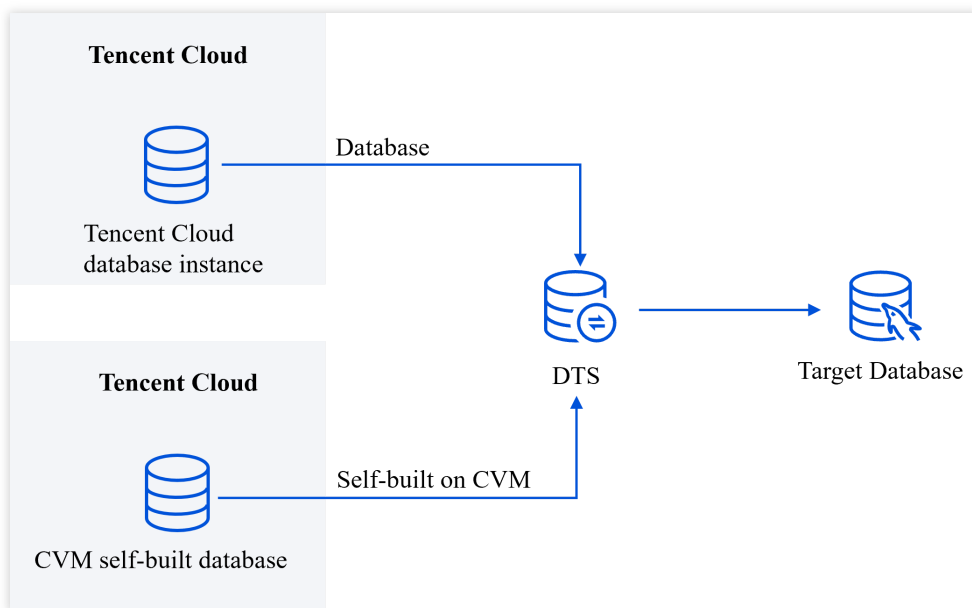 Tencent Cloud
Database
Tencent Cloud
database instance
DTS
Target Database
Tencent Cloud
Self-built on CVM
CVM self-built database